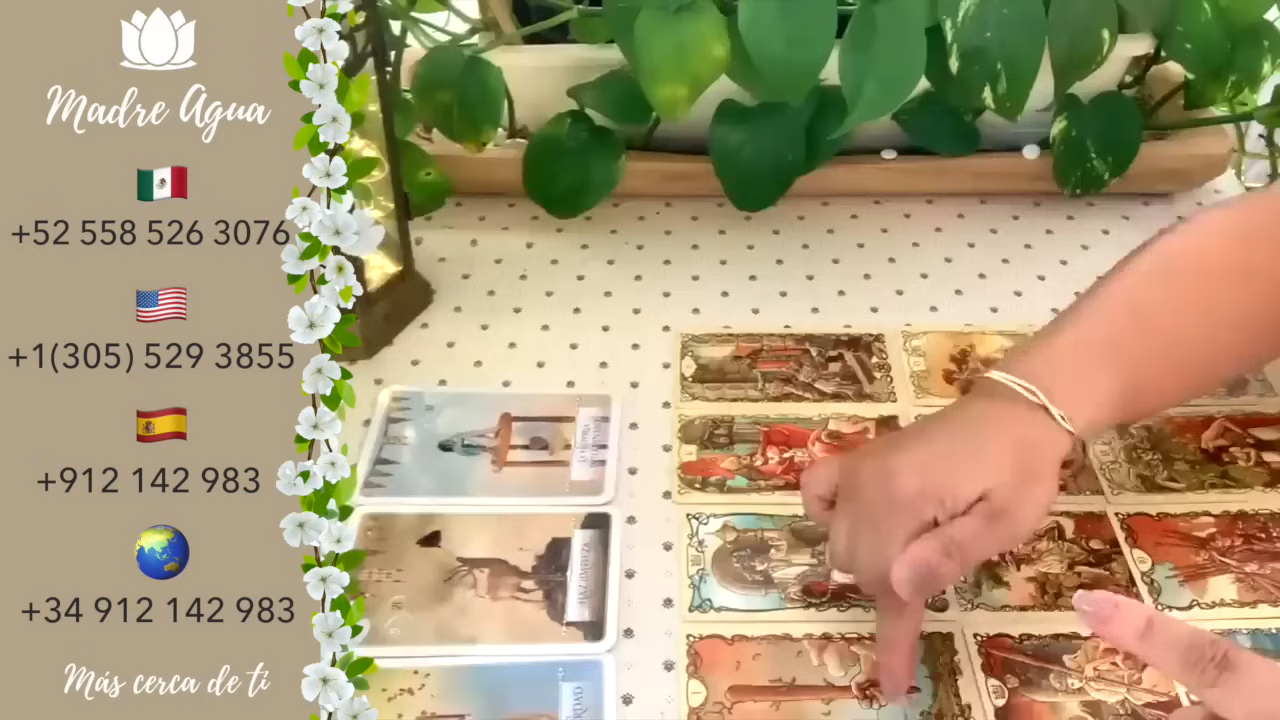 Madre Agua
+52 558 526 3076
+1(305) 529 3855
+912 142 983
+34 912 142 983
Más cerca de ti